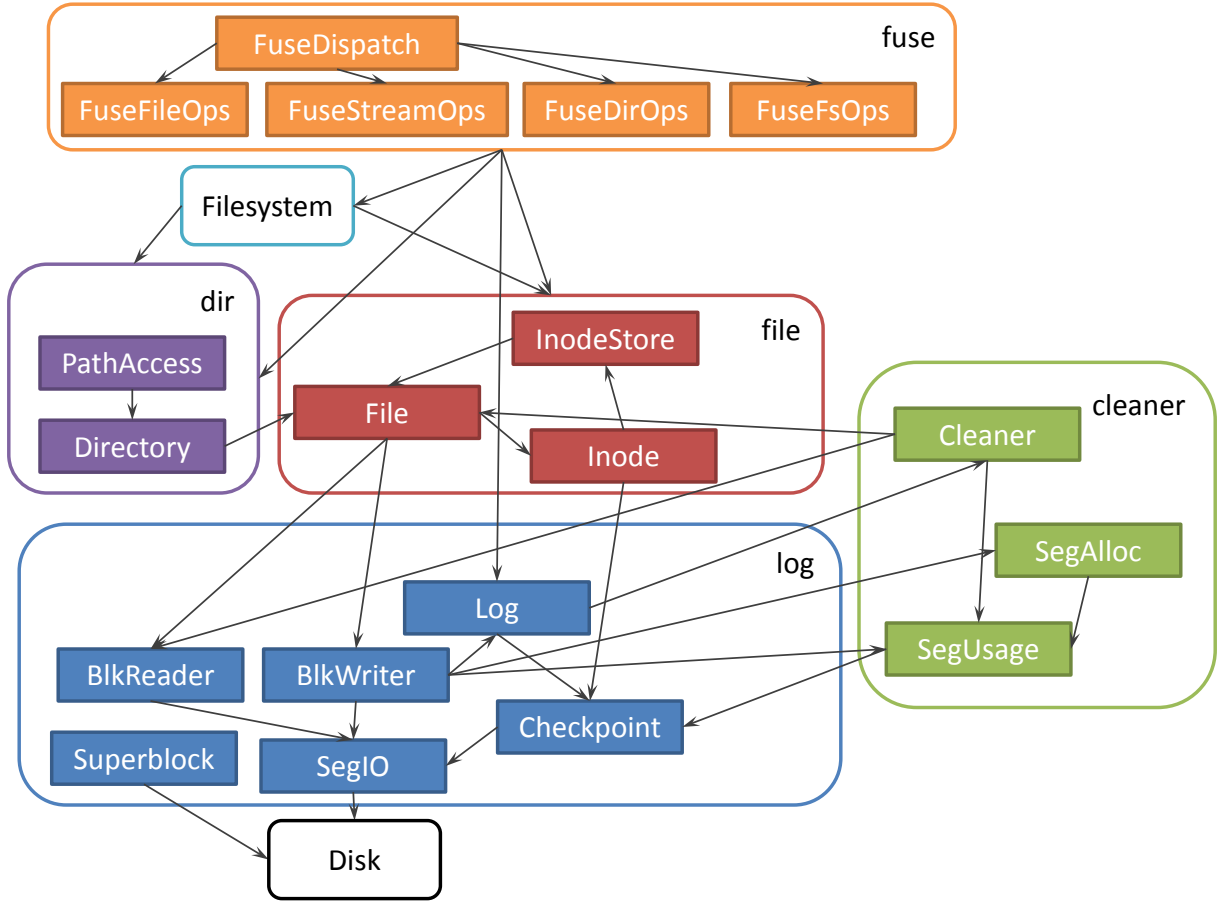 fuse
FuseDispatch
FuseFileOps
FuseStreamOps
FuseDirOps
FuseFsOps
Filesystem
dir
PathAccess
Directory
file
InodeStore
File
Inode
cleaner
Cleaner
SegAlloc
SegUsage
log
Log
BlkReader
BlkWriter
Checkpoint
Superblock
SegIO
Disk